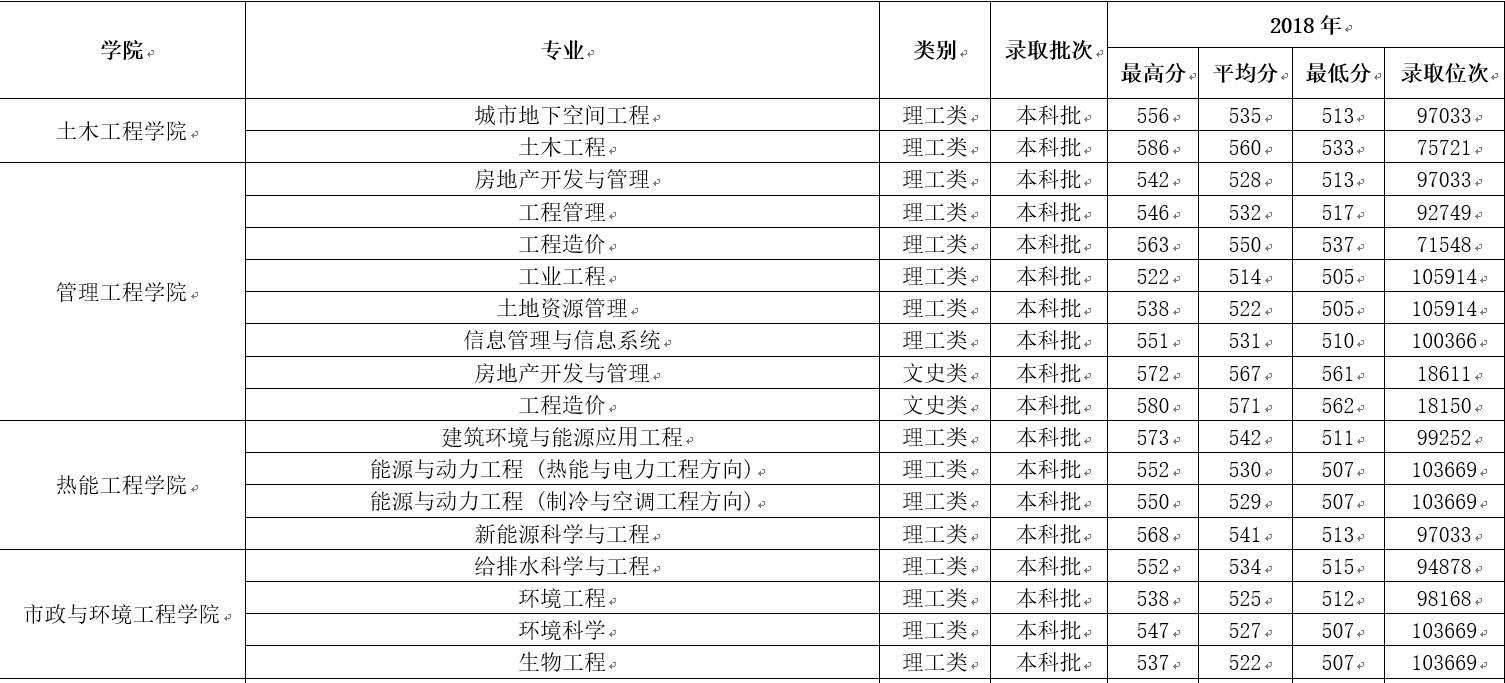 学院 专业 类别 录取批次 2018 年
最高分 平均分 最低分 录取位次
土木工程学院 城市地下空间工程 理工类 本科批 556 535 513 97033
土木工程 理工类 本科批 586 560 533 75721
管理工程学院 房地产开发与管理 理工类 本科批 542 528 513 97033
工程管理 理工类 本科批 546 532 517 92749
工程造价 理工类 本科批 563 550 537 71548
工业工程 理工类 本科批 522 514 505 105914
土地资源管理 理工类 本科批 538 522 505 105914
信息管理与信息系统 理工类 本科批 551 531 510 100366
房地产开发与管理 文史类 本科批 572 567 561 18611
工程造价 文史类 本科批 580 571 562 18150
热能工程学院 建筑环境与能源应用工程 理工类 本科批 573 542 511 99252
能源与动力工程（热能与电力工程方向） 理工类 本科批 552 530 507 103669
能源与动力工程（制冷与空调工程方向） 理工类 本科批 550 529 507 103669
新能源科学与工程 理工类 本科批 568 541 513 97033
市政与环境工程学院 给排水科学与工程 理工类 本科批 552 534 515 94878
环境工程 理工类 本科批 538 525 512 98168
环境科学 理工类 本科批 547 527 507 103669
生物工程 理工类 本科批 537 522 507 103669